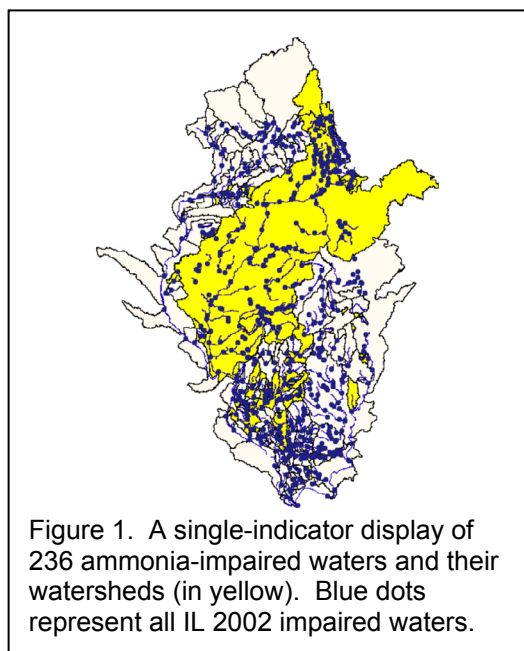 Figure 1.  A single-indicator display of
236 ammonia-impaired waters and their
watersheds (in yellow).  Blue dots
represent all IL 2002 impaired waters.